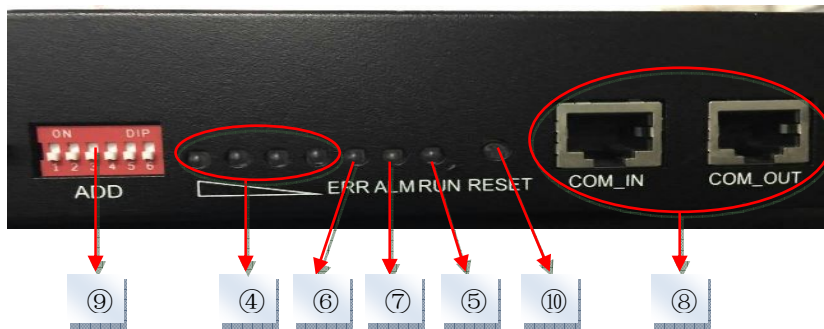 ON DIP
1 2 3 4 5 6
ADD
ERR ALM RUN RESET
COM_IN
COM_OUT
⑨ ④ ⑥ ⑦ ⑤ ⑩ ⑧